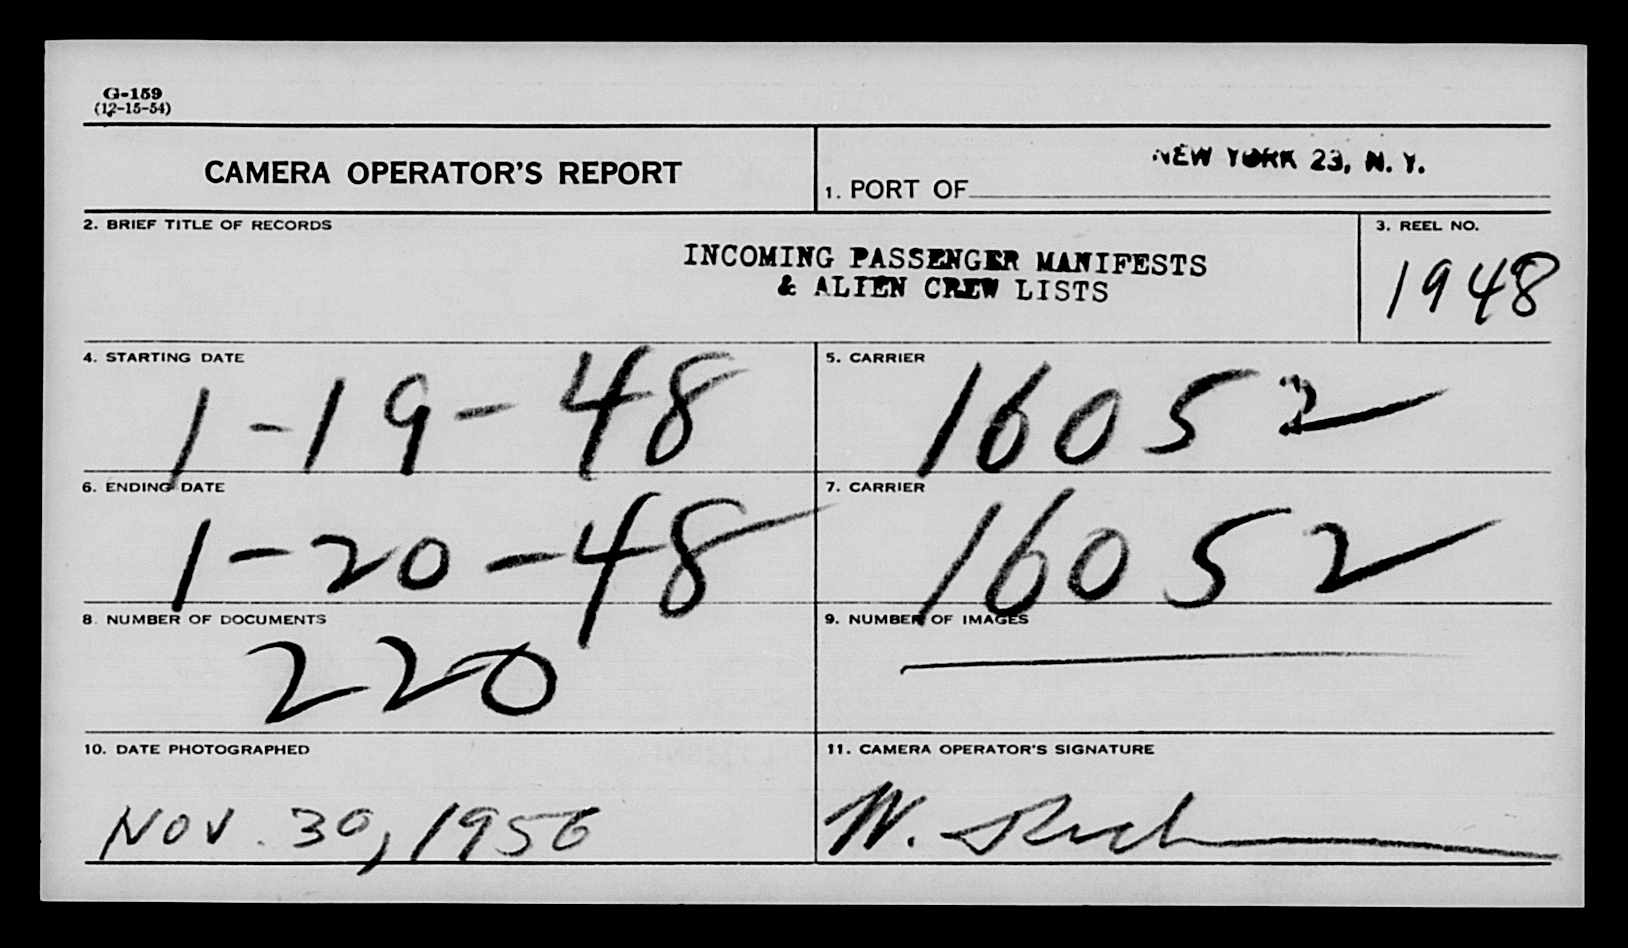 G-159
(12-15-54)
CAMERA OPERATOR'S REPORT
1. PORT OF NEW YORK 23, N. Y.
2. BRIEF TITLE OF RECORDS
INCOMING PASSENGER MANIFESTS
& ALIEN CREW LISTS
3. REEL NO.
1948
4. STARTING DATE
1-19-48
5. CARRIER
16052
6. ENDING DATE
1-20-48
7. CARRIER
16052
8. NUMBER OF DOCUMENTS
220
9. NUMBER OF IMAGES
10. DATE PHOTOGRAPHED
Nov. 30, 1956
11. CAMERA OPERATOR'S SIGNATURE
W.